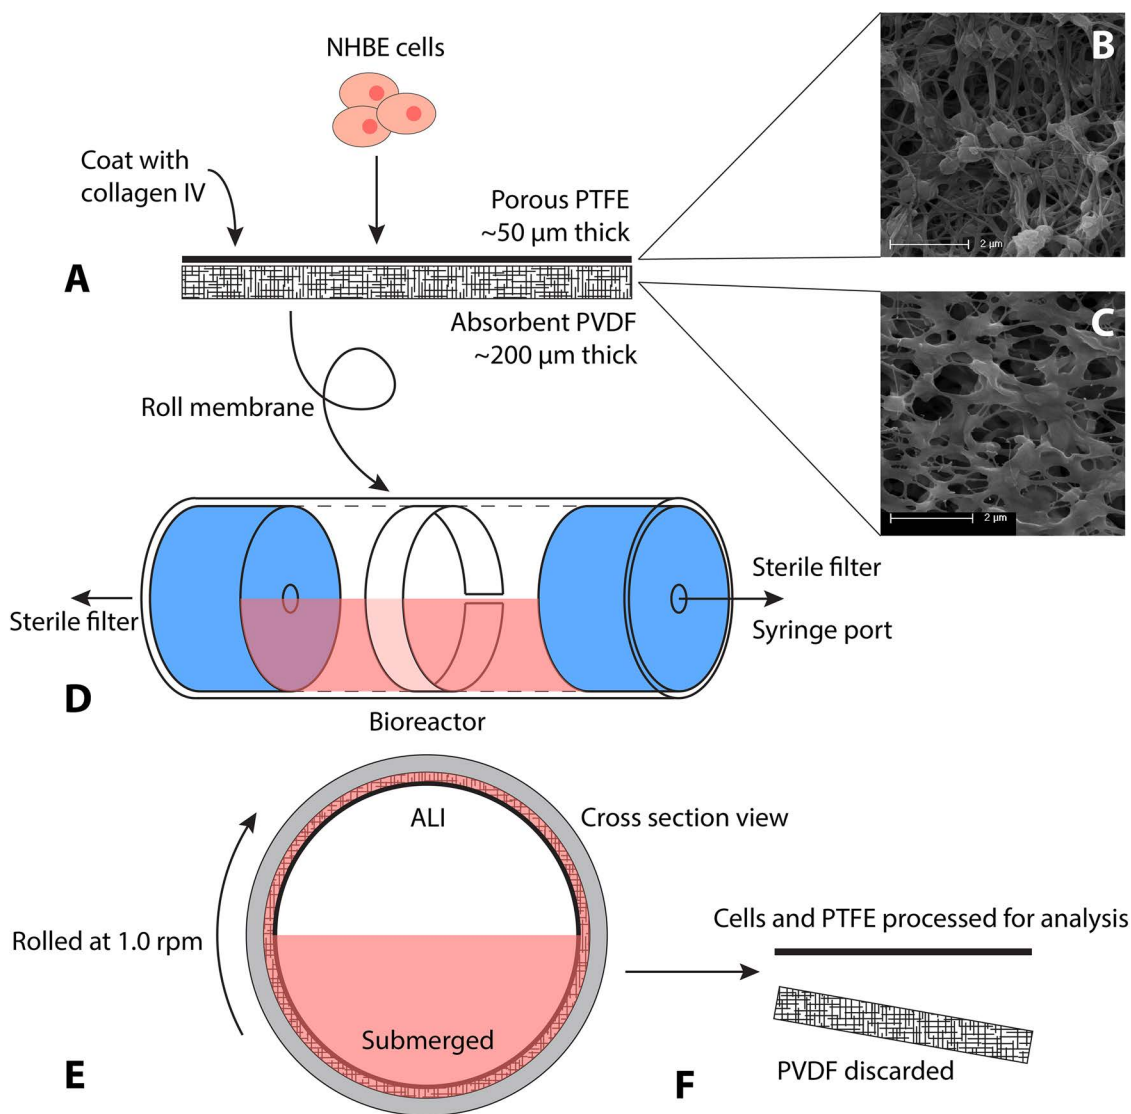 NHBE cells
B
Coat with
collagen IV
Porous PTFE
~50 µm thick
2 µm
A
Absorbent PVDF
~200 µm thick
C
Roll membrane
2 µm
Sterile filter
Sterile filter
Syringe port
D
Bioreactor
ALI
Cross section view
Rolled at 1.0 rpm
Cells and PTFE processed for analysis
Submerged
E
F
PVDF discarded